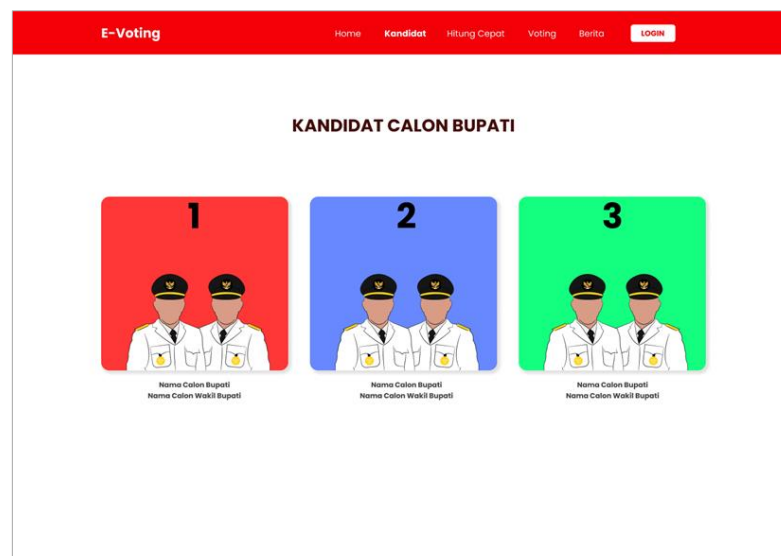 E-Voting
Home Kandidat Hitung Cepat Voting Berita LOGIN
KANDIDAT CALON BUPATI
1 2 3
Nama Calon Bupati Nama Calon Bupati Nama Calon Bupati
Nama Calon Wakil Bupati Nama Calon Wakil Bupati Nama Calon Wakil Bupati